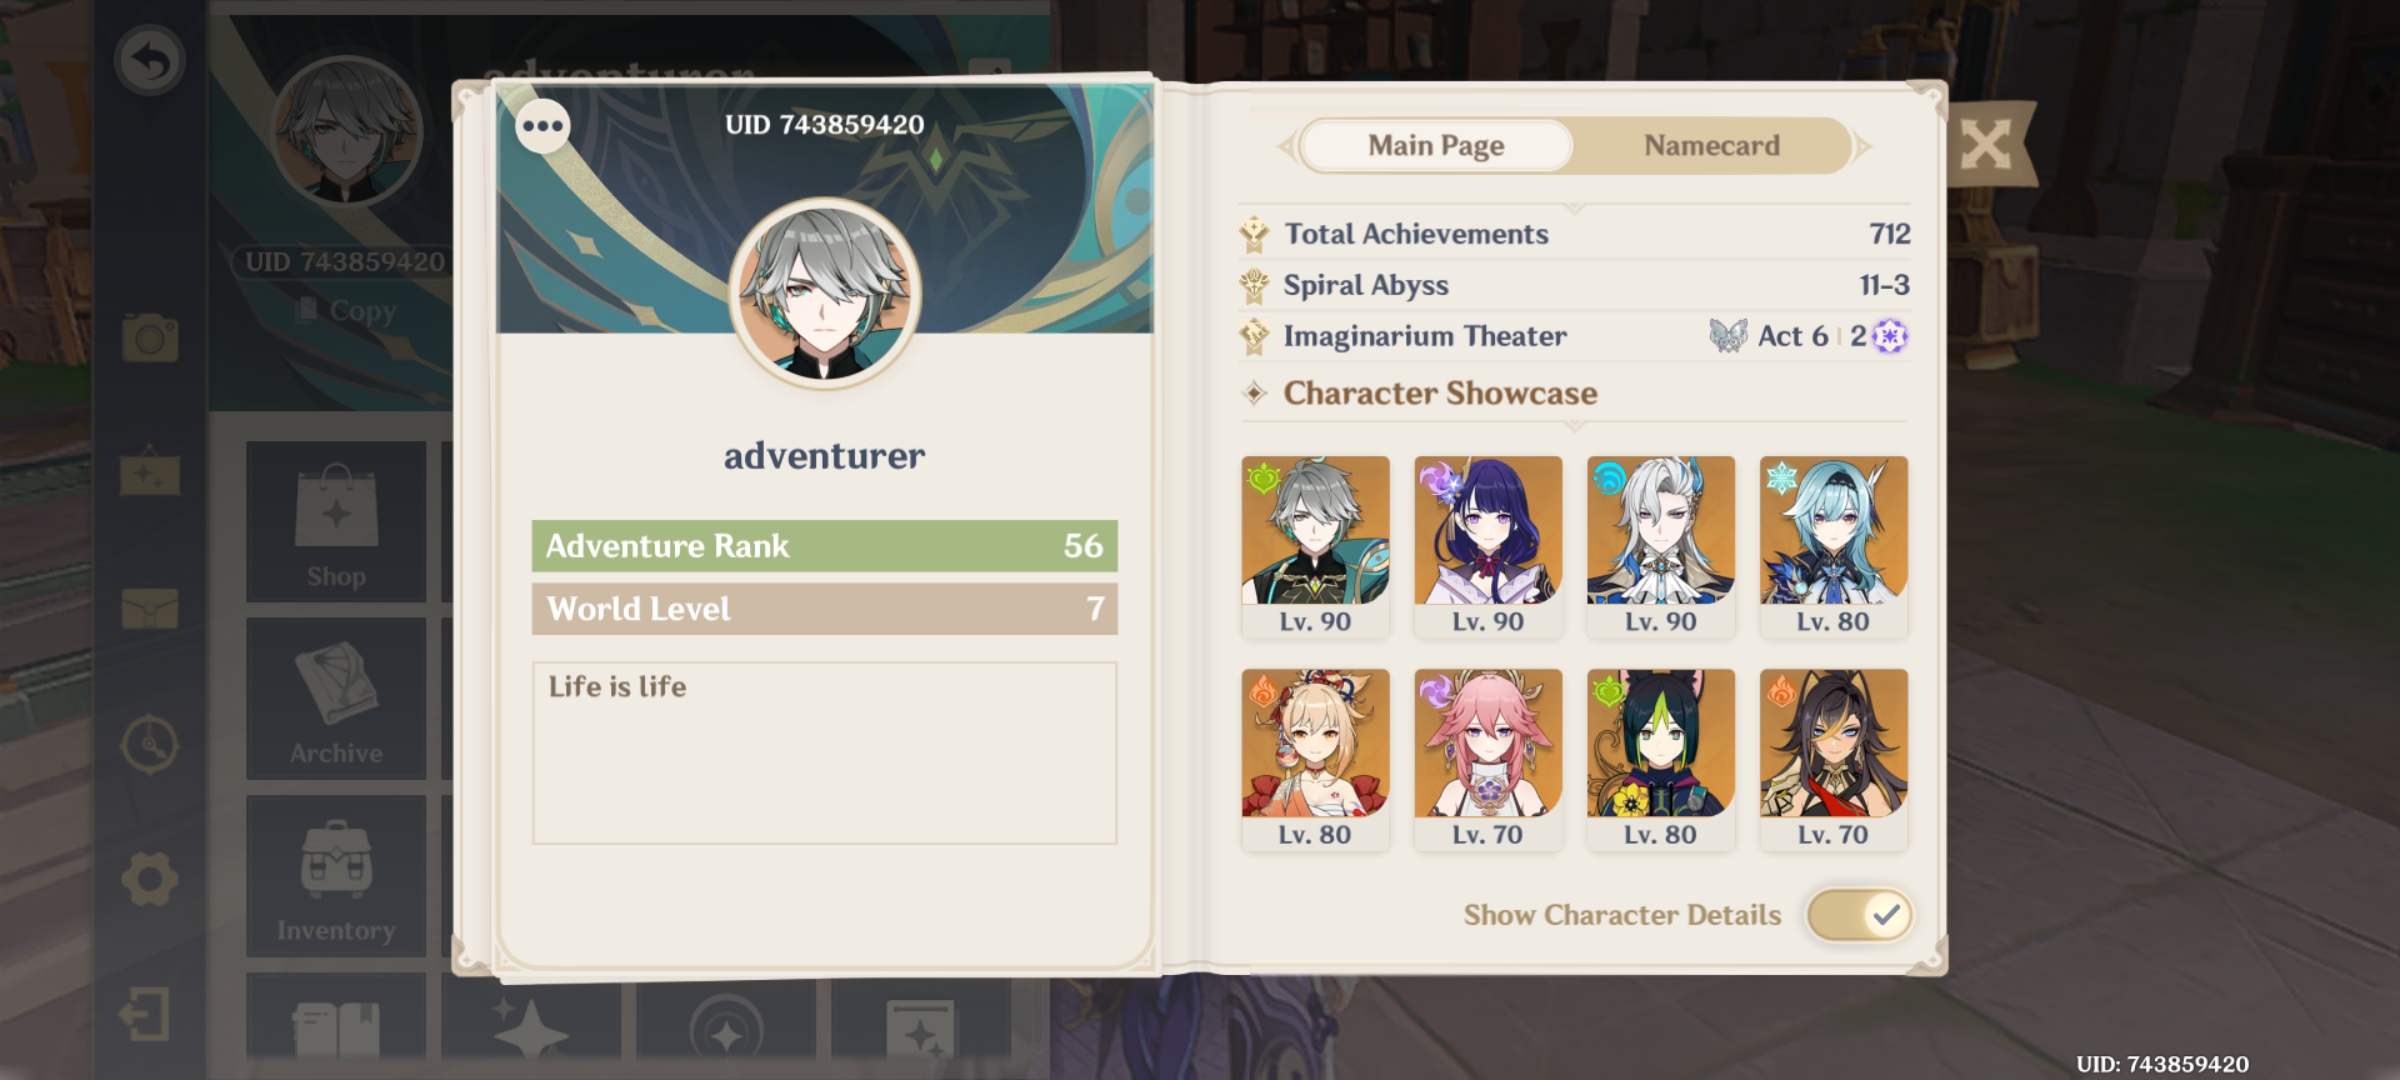 adventurer
UID 743859420
Copy
Shop
Archive
Inventory
UID 743859420
adventurer
Adventure Rank 56
World Level 7
Life is life
Main Page Namecard
Total Achievements 712
Spiral Abyss 11-3
Imaginarium Theater Act 6 | 2
Character Showcase
Lv. 90 Lv. 90 Lv. 90 Lv. 80
Lv. 80 Lv. 70 Lv. 80 Lv. 70
Show Character Details
UID: 743859420